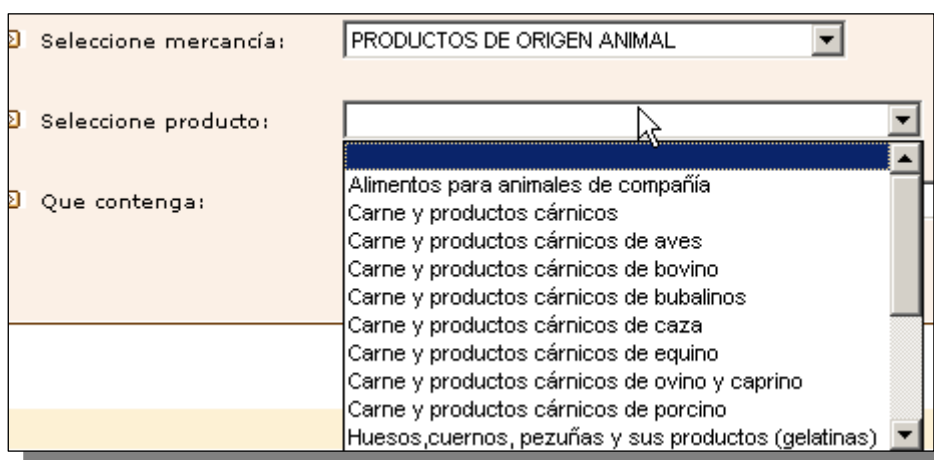 Seleccione mercancía: PRODUCTOS DE ORIGEN ANIMAL
Seleccione producto:
Alimentos para animales de compañía
Que contenga:
Carne y productos cárnicos
Carne y productos cárnicos de aves
Carne y productos cárnicos de bovino
Carne y productos cárnicos de bubalinos
Carne y productos cárnicos de caza
Carne y productos cárnicos de equino
Carne y productos cárnicos de ovino y caprino
Carne y productos cárnicos de porcino
Huesos,cuernos, pezuñas y sus productos (gelatinas)